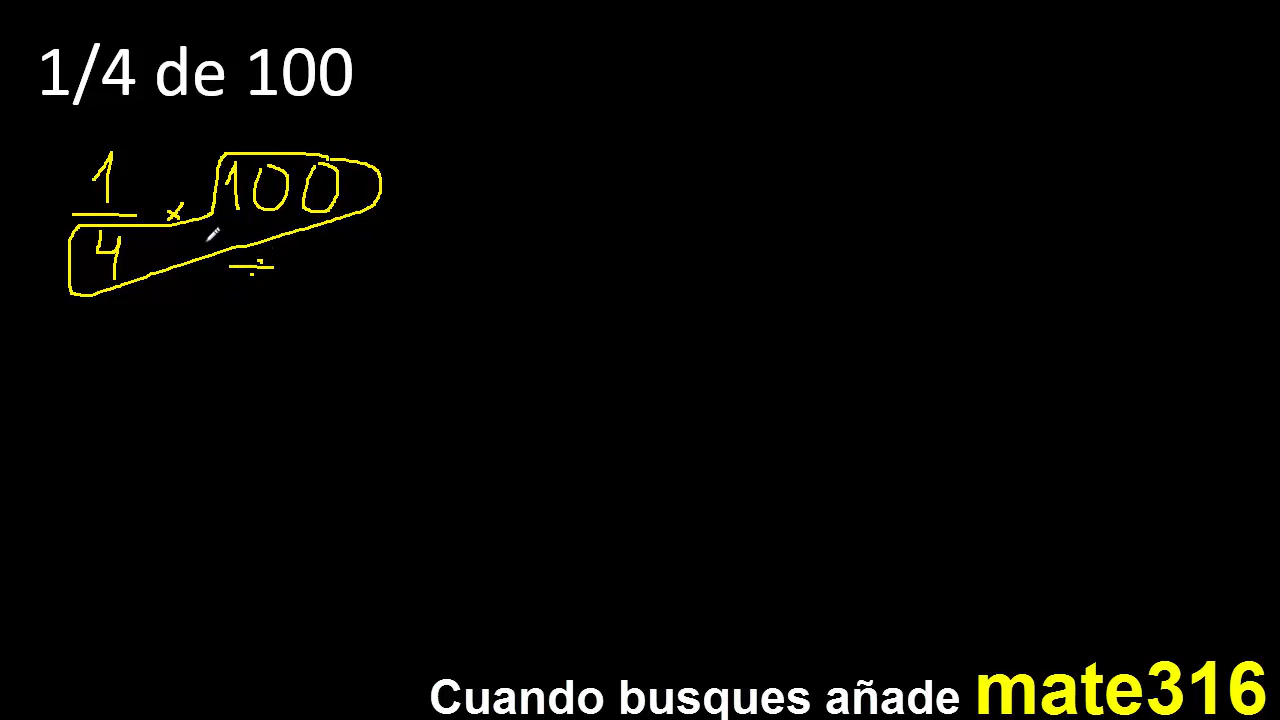 1/4 de 100
1
× 100
4
÷
Cuando busques añade mate316